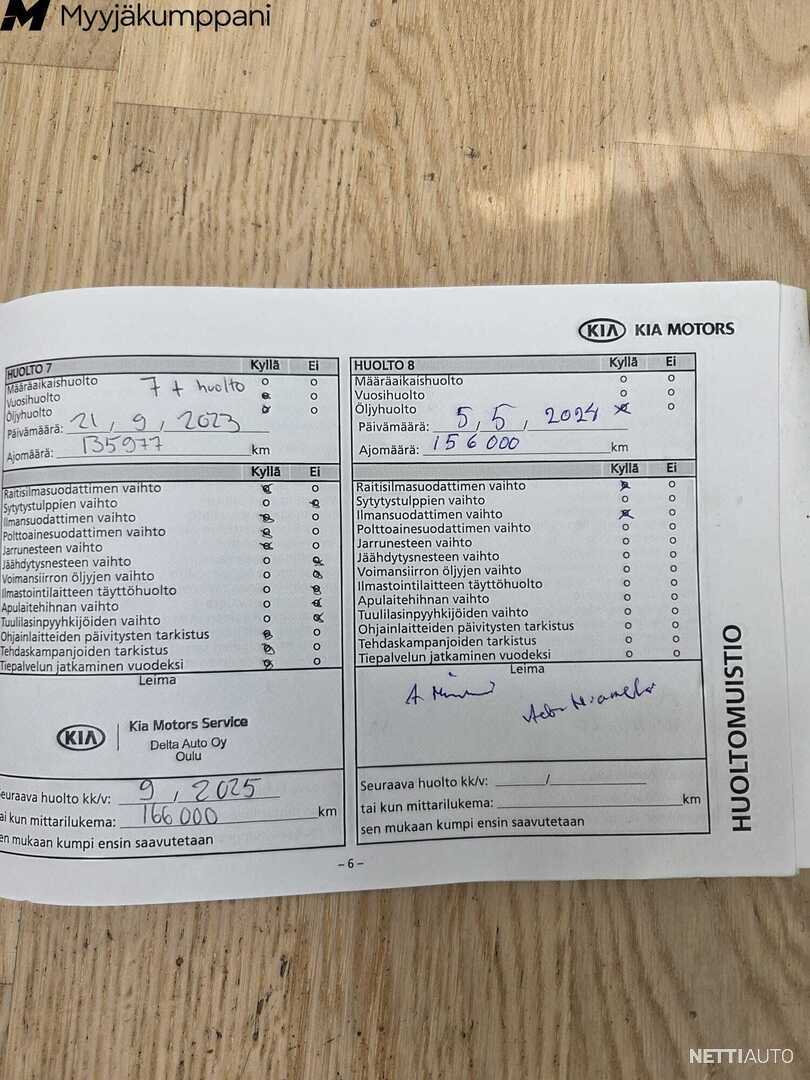 Myyjäkumppani
KIA KIA MOTORS
HUOLTO 7 Kyllä Ei
Määräaikaishuolto 7 + huolto o o
Vuosihuolto o
Öljyhuolto o
Päivämäärä: 21, 9, 2023
Ajomäärä: 135977 km
Kyllä Ei
Raitisilmasuodattimen vaihto o
Sytytystulppien vaihto o
Ilmansuodattimen vaihto o
Polttoainesuodattimen vaihto o
Jarrunesteen vaihto o
Jäähdytysnesteen vaihto o
Voimansiirron öljyjen vaihto o
Ilmastointilaitteen täyttöhuolto o
Apulaitehihnan vaihto o
Tuulilasinpyyhkijöiden vaihto o
Ohjainlaitteiden päivitysten tarkistus o
Tehdaskampanjoiden tarkistus o
Tiepalvelun jatkaminen vuodeksi o
Leima
KIA Kia Motors Service
Delta Auto Oy
Oulu
Seuraava huolto kk/v: 9, 2025
tai kun mittarilukema: 166000 km
sen mukaan kumpi ensin saavutetaan
HUOLTO 8 Kyllä Ei
Määräaikaishuolto o o
Vuosihuolto o o
Öljyhuolto x o
Päivämäärä: 5, 5, 2024
Ajomäärä: 156000 km
Kyllä Ei
Raitisilmasuodattimen vaihto x o
Sytytystulppien vaihto o o
Ilmansuodattimen vaihto x o
Polttoainesuodattimen vaihto o o
Jarrunesteen vaihto o o
Jäähdytysnesteen vaihto o o
Voimansiirron öljyjen vaihto o o
Ilmastointilaitteen täyttöhuolto o o
Apulaitehihnan vaihto o o
Tuulilasinpyyhkijöiden vaihto o o
Ohjainlaitteiden päivitysten tarkistus o o
Tehdaskampanjoiden tarkistus o o
Tiepalvelun jatkaminen vuodeksi o o
Leima
Seuraava huolto kk/v: /
tai kun mittarilukema: km
sen mukaan kumpi ensin saavutetaan
HUOLTOMUISTIO
– 6 –
NETTIAUTO